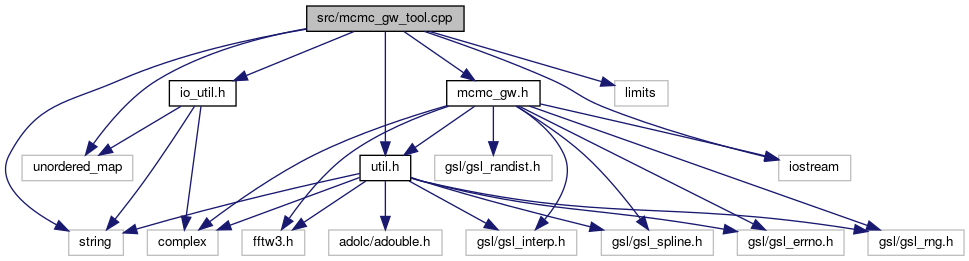 src/mcmc_gw_tool.cpp
io_util.h
mcmc_gw.h
limits
unordered_map
util.h
gsl/gsl_randist.h
iostream
string
complex
fftw3.h
adolc/adouble.h
gsl/gsl_interp.h
gsl/gsl_spline.h
gsl/gsl_errno.h
gsl/gsl_rng.h